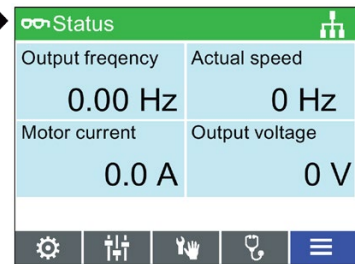 Status
Output freqency
Actual speed
0.00 Hz
0 Hz
Motor current
Output voltage
0.0 A
0 V